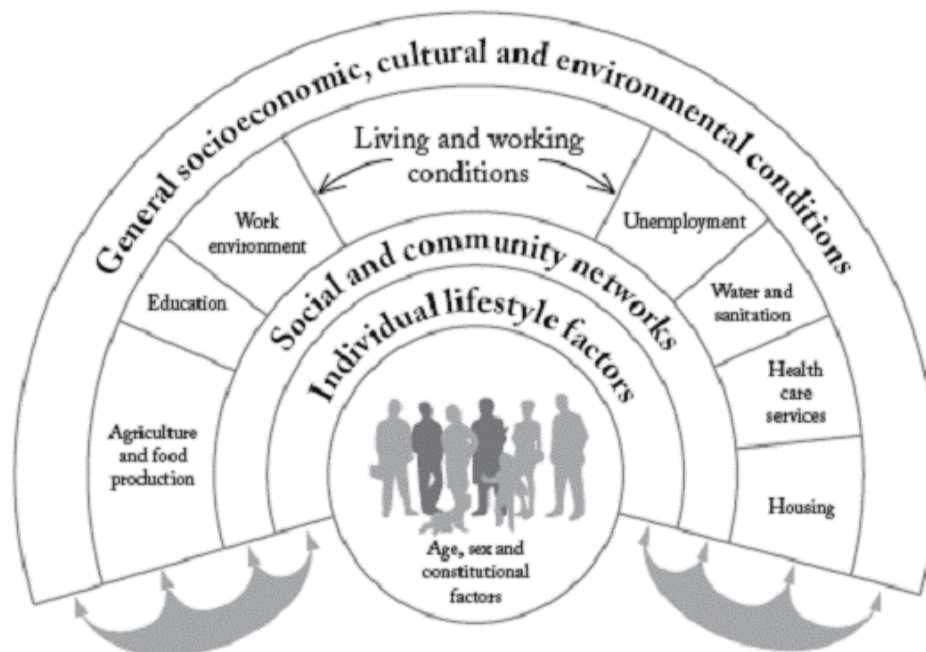 General socioeconomic, cultural and environmental conditions
Living and working
conditions
Work
environment
Unemployment
Education
Water and
sanitation
Agriculture
and food
production
Health
care
services
Housing
Social and community networks
Individual lifestyle factors
Age, sex and
constitutional
factors